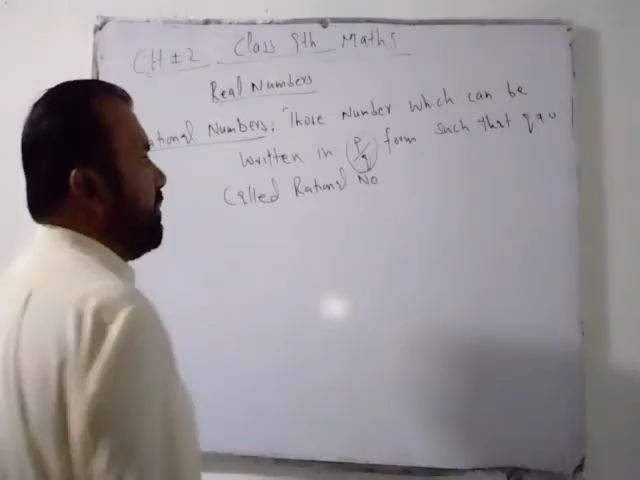 CH # 2 Class 9th Maths
Real Numbers
ational Numbers: Those Number which can be
written in P/q form such that q≠0
Called Rational No